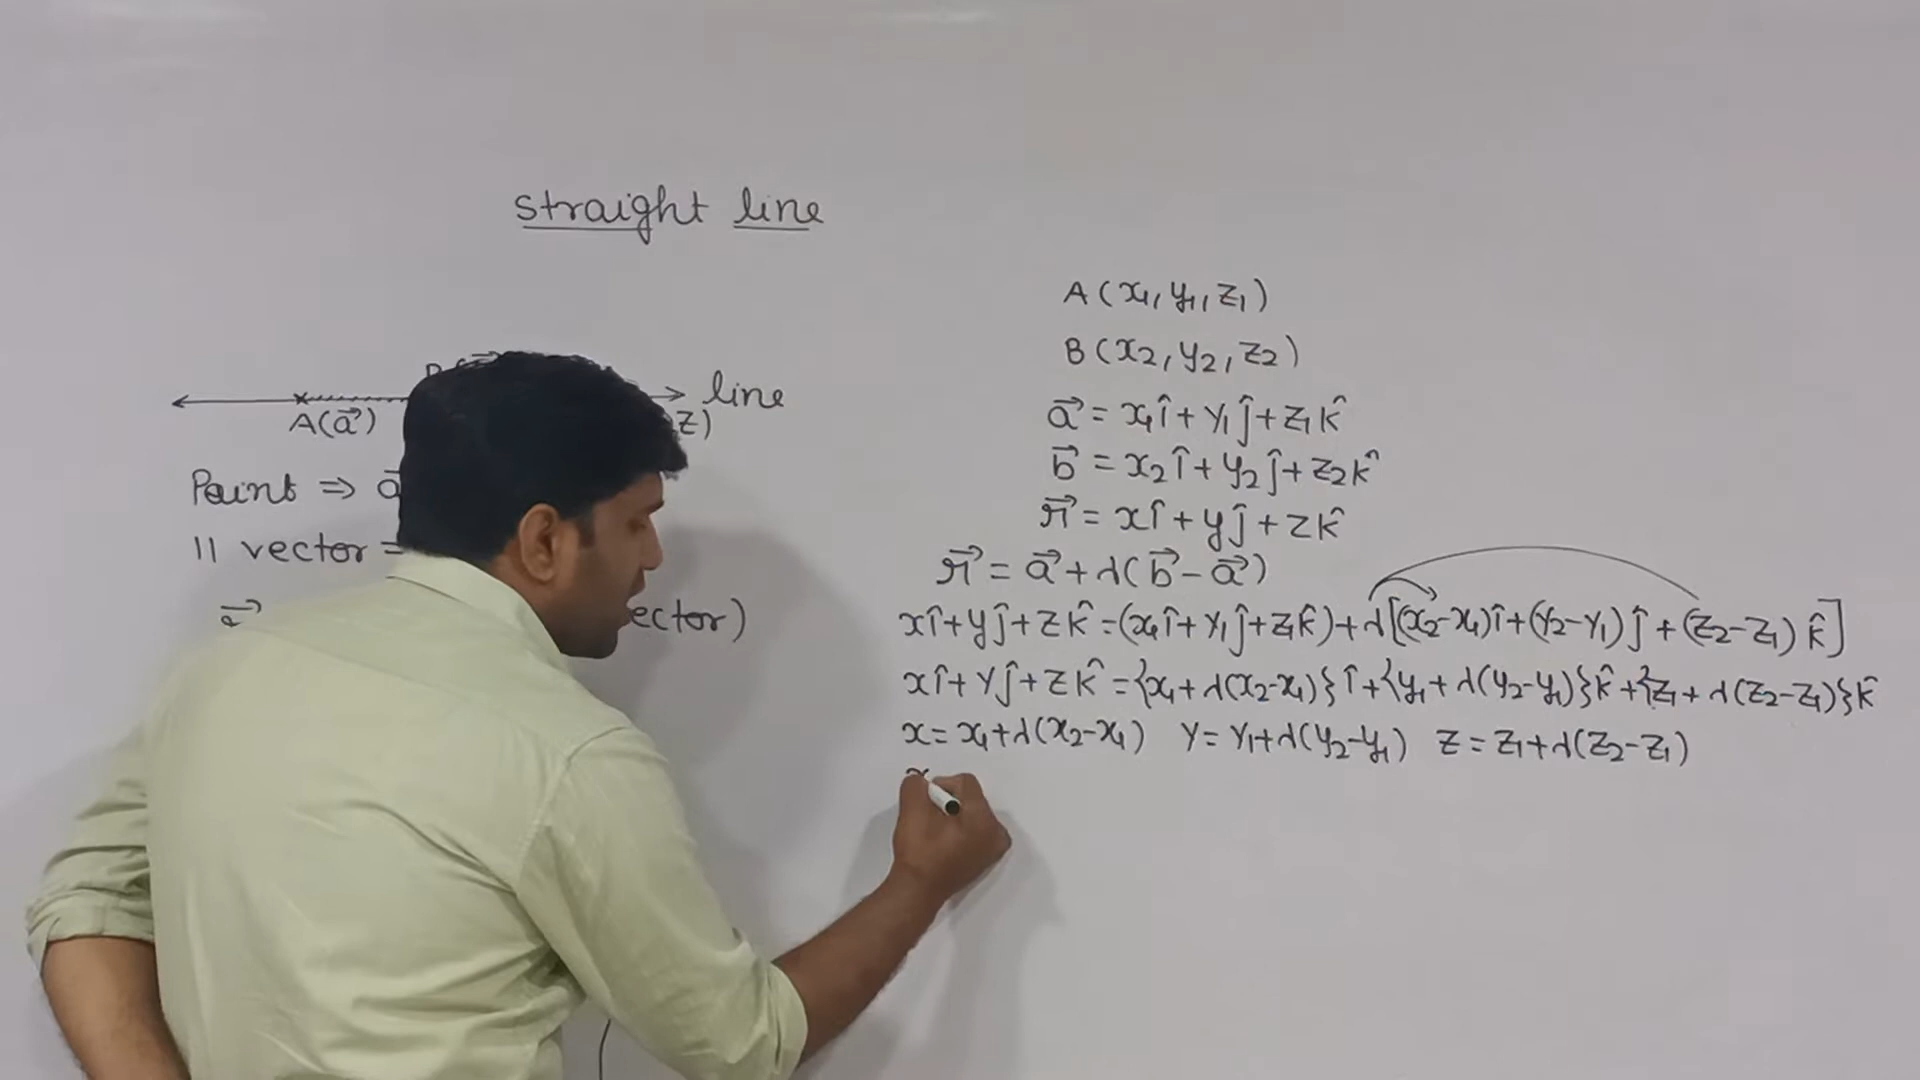 straight line
line
A(a⃗)
z)
Point ⇒ a⃗
|| vector =
ector)
A(x₁, y₁, z₁)
B(x₂, y₂, z₂)
a⃗ = x₁î + y₁ĵ + z₁k̂
b⃗ = x₂î + y₂ĵ + z₂k̂
r⃗ = xî + yĵ + zk̂
r⃗ = a⃗ + λ(b⃗ - a⃗)
xî + yĵ + zk̂ = (x₁î + y₁ĵ + z₁k̂) + λ[(x₂-x₁)î + (y₂-y₁)ĵ + (z₂-z₁)k̂]
xî + yĵ + zk̂ = {x₁ + λ(x₂-x₁)}î + {y₁ + λ(y₂-y₁)}k̂ + {z₁ + λ(z₂-z₁)}k̂
x = x₁ + λ(x₂-x₁) y = y₁ + λ(y₂-y₁) z = z₁ + λ(z₂-z₁)